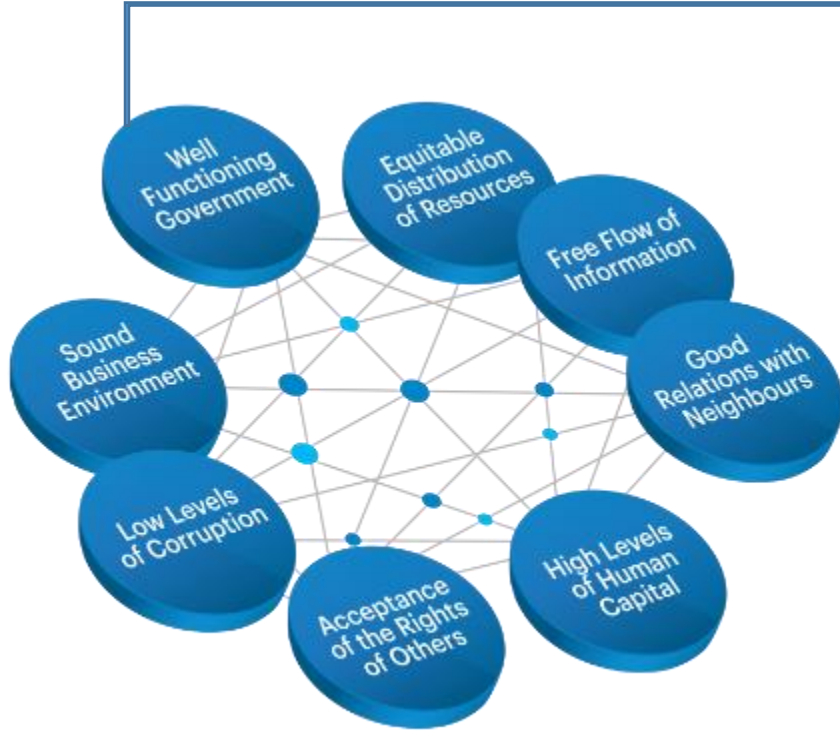 Well
Functioning
Government
Equitable
Distribution
of Resources
Free Flow of
Information
Good
Relations with
Neighbours
High Levels
of Human
Capital
Acceptance
of the Rights
of Others
Low Levels
of Corruption
Sound
Business
Environment